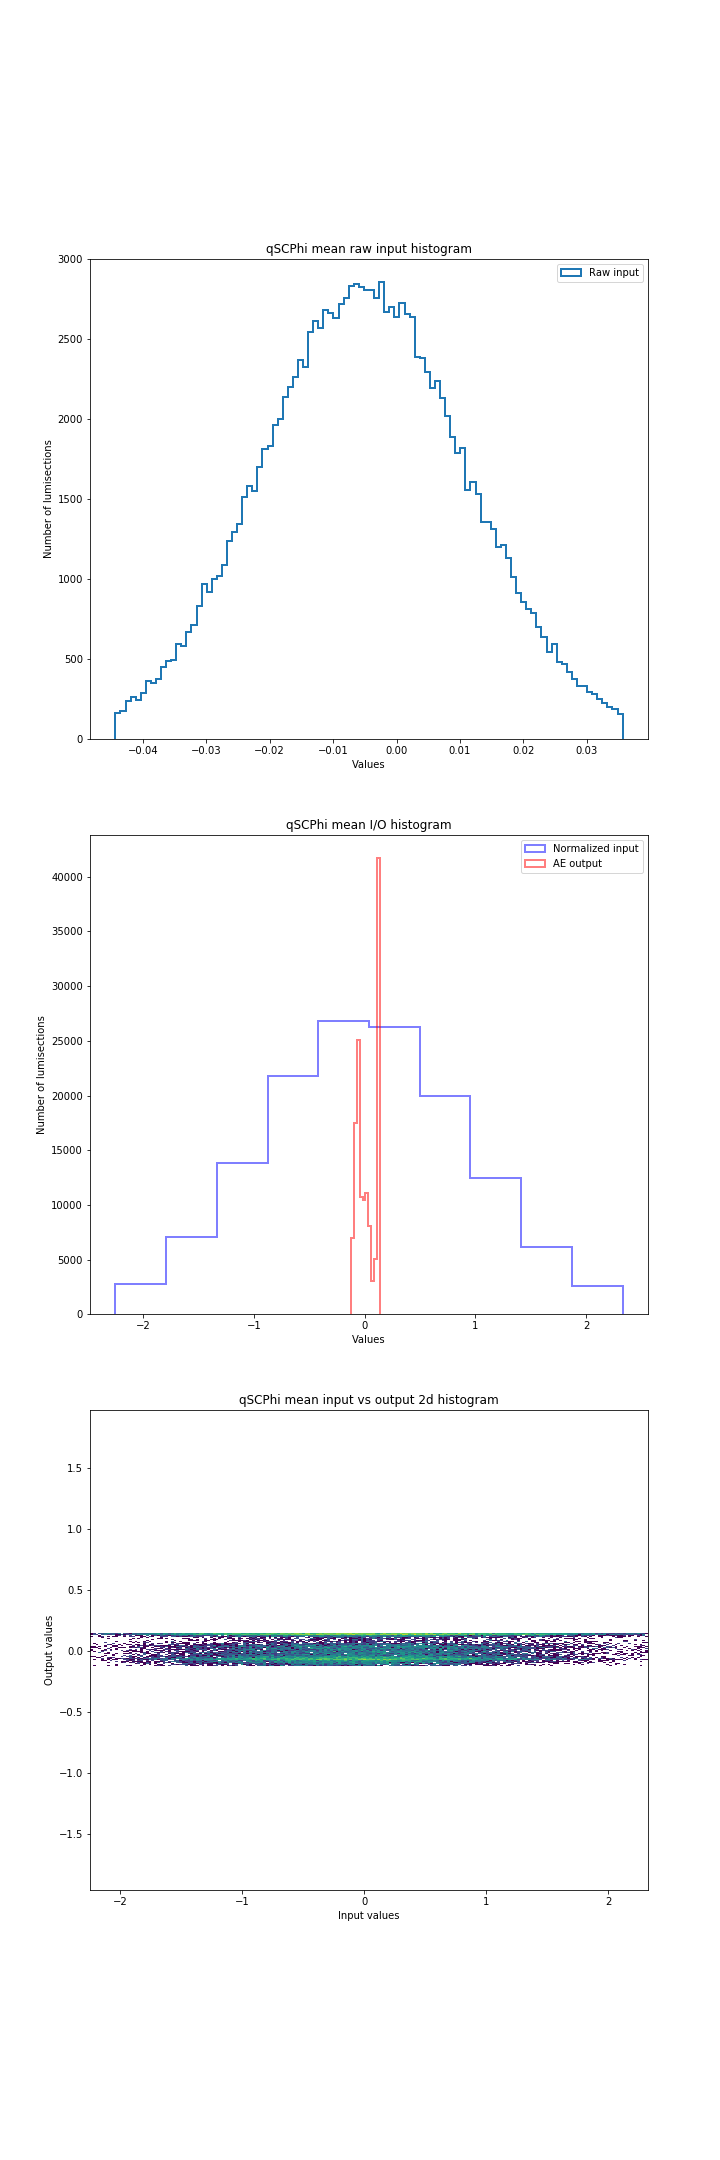 qSCPhi mean raw input histogram
Raw input
3000
2500
2000
1500
1000
500
0
Number of lumisections
−0.04 −0.03 −0.02 −0.01 0.00 0.01 0.02 0.03
Values
qSCPhi mean I/O histogram
Normalized input
AE output
40000
35000
30000
25000
20000
15000
10000
5000
0
Number of lumisections
−2 −1 0 1 2
Values
qSCPhi mean input vs output 2d histogram
1.5
1.0
0.5
0.0
−0.5
−1.0
−1.5
Output values
−2 −1 0 1 2
Input values